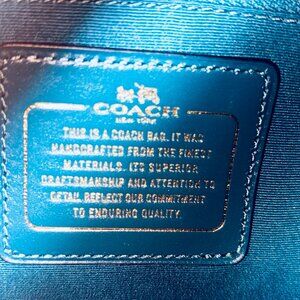 COACH
NEW YORK
THIS IS A COACH BAG. IT WAS
HANDCRAFTED FROM THE FINEST
MATERIALS. ITS SUPERIOR
CRAFTSMANSHIP AND ATTENTION TO
DETAIL REFLECT OUR COMMITMENT
TO ENDURING QUALITY.